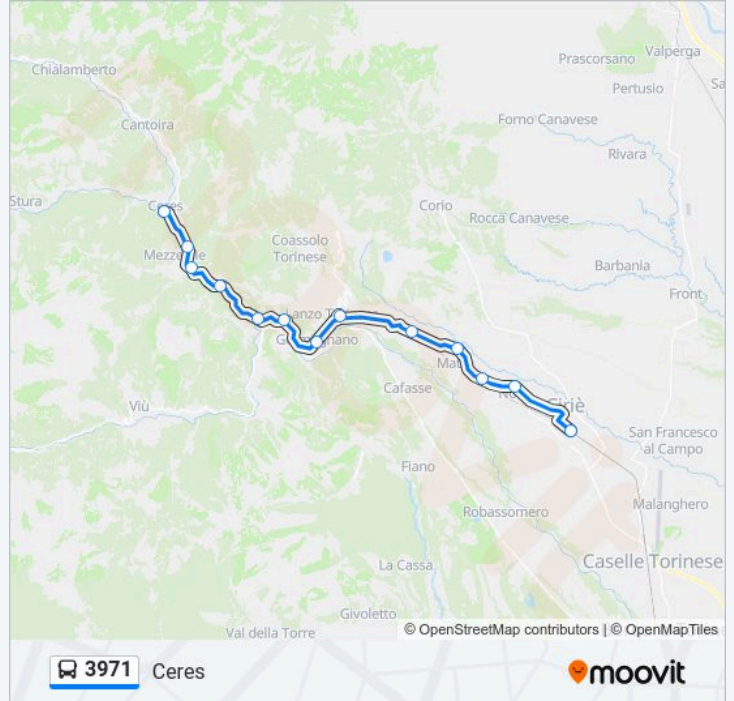 Prascorsano
Valperga
Chialamberto
Pertusio
Forno Canavese
Cantoira
Rivara
Stura
Corio
Rocca Canavese
Coassolo
Torinese
Barbania
Front
Cafasse
Viù
San Francesco
al Campo
Fiano
Malanghero
Robassomero
Caselle Torinese
La Cassa
Givoletto
Val della Torre
© OpenStreetMap contributors | © OpenMapTiles
3971 Ceres
moovit